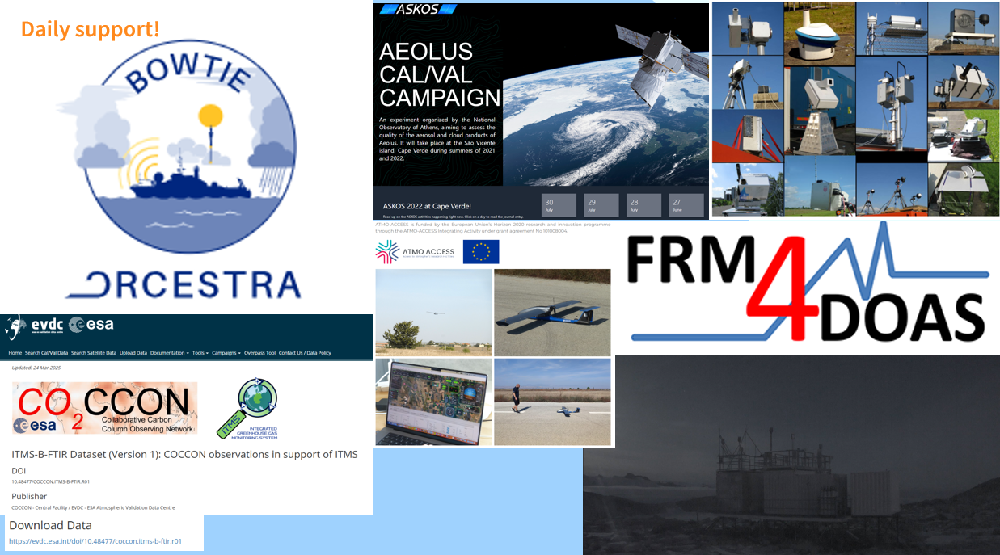 Daily support!
BOWTIE
ORCESTRA
ASKOS
AEOLUS
CAL/VAL
CAMPAIGN
An experiment organized by the National
Observatory of Athens, aiming to assess the
quality of the aerosol and cloud products of
Aeolus. It will take place at the São Vicente
island, Cape Verde during summers of 2021
and 2022.
ASKOS 2022 at Cape Verde!
Read up on the ASKOS activities happening right now. Click on a day to read the journal entry.
30
July
29
July
28
July
27
June
ATMO-ACCESS is funded by the European Union's Horizon 2020 research and innovation programme
through the ATMO-ACCESS Integrating Activity under grant agreement No 101008004.
ATMO ACCESS
FRM4DOAS
evdc esa
Home Search Cal/Val Data Search Satellite Data Upload Data Documentation Tools Campaigns Overpass Tool Contact Us / Data Policy
Updated: 24 Mar 2025
CO2CCON
esa
Collaborative Carbon
Column Observing Network
ITMS
INTEGRATED
GREENHOUSE GAS
MONITORING SYSTEM
ITMS-B-FTIR Dataset (Version 1): COCCON observations in support of ITMS
DOI
10.48477/COCCON.ITMS-B-FTIR.R01
Publisher
COCCON - Central Facility / EVDC - ESA Atmospheric Validation Data Centre
Download Data
https://evdc.esa.int/doi/10.48477/coccon.itms-b-ftir.r01